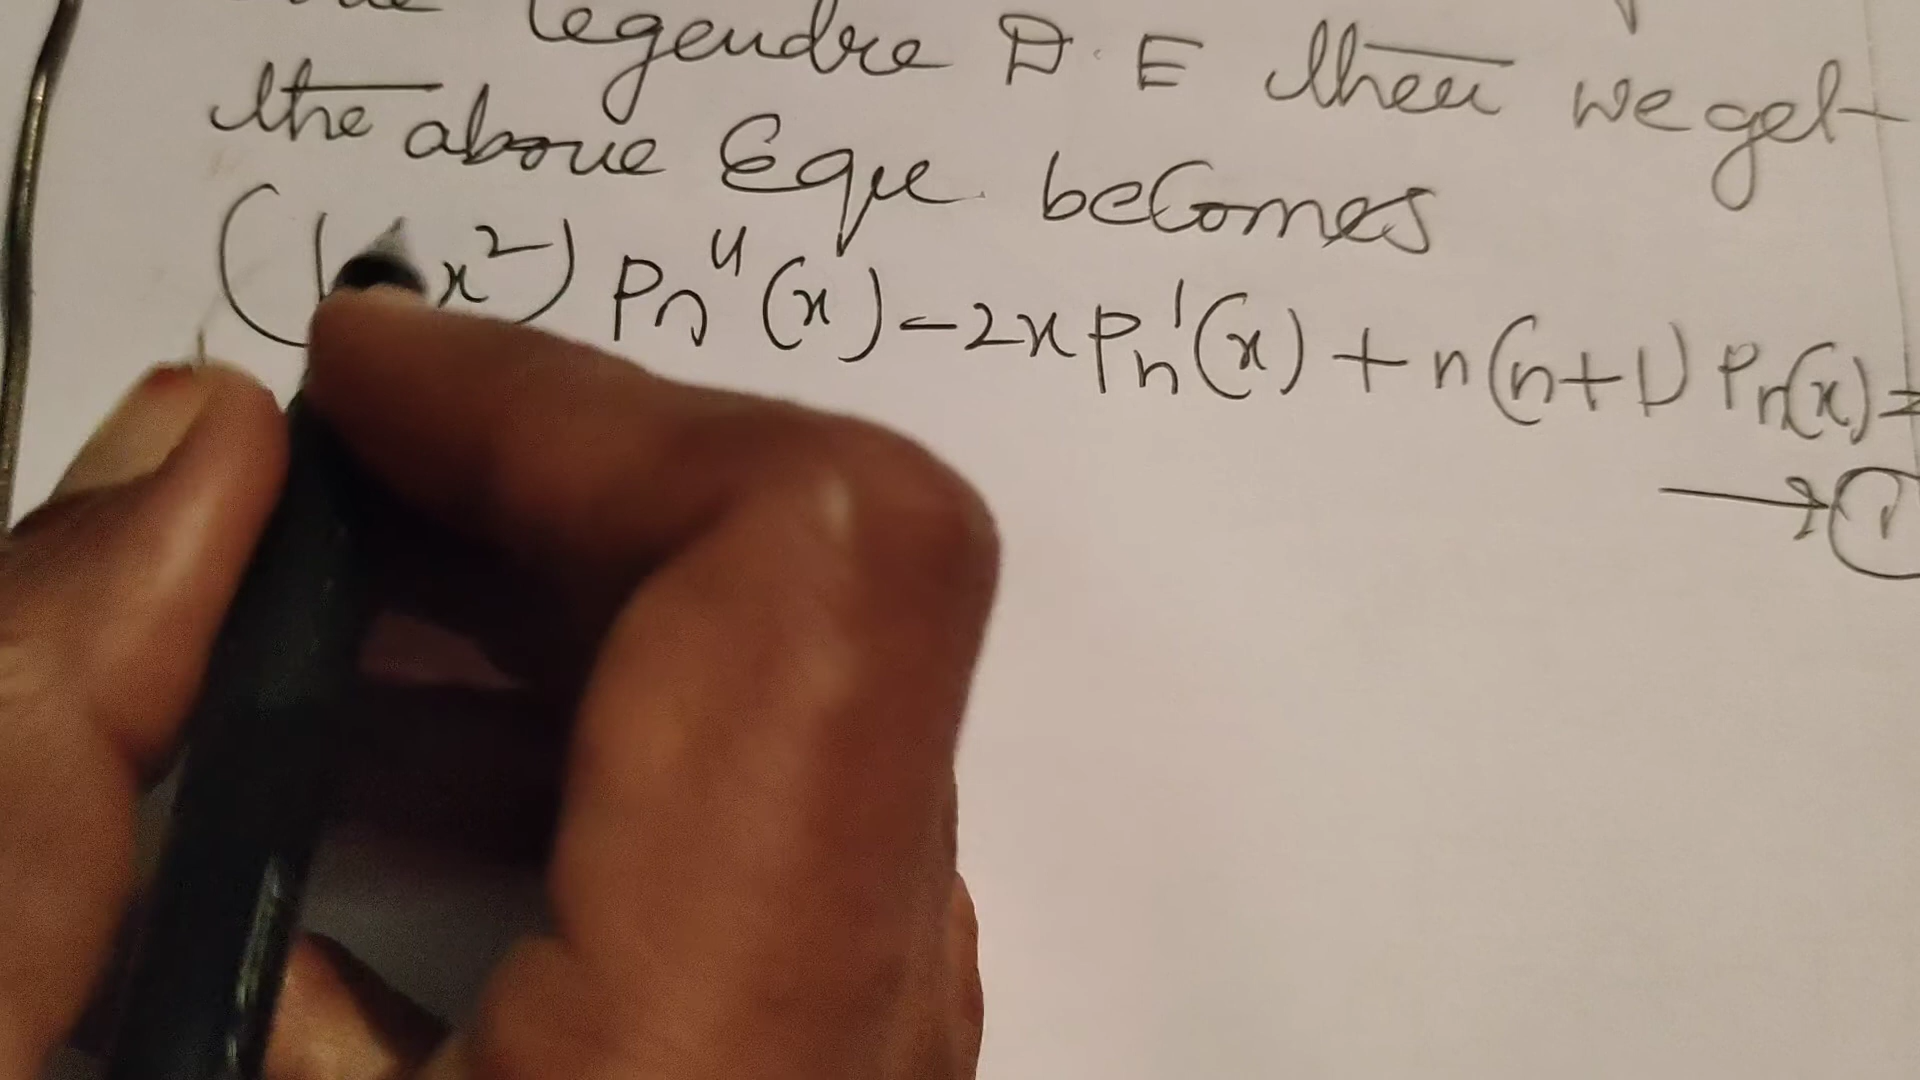 legendre D.E then we get
the above Eqn. becomes
(1-x²) Pn"(x) - 2x Pn'(x) + n(n+1) Pn(x) =
→ ①